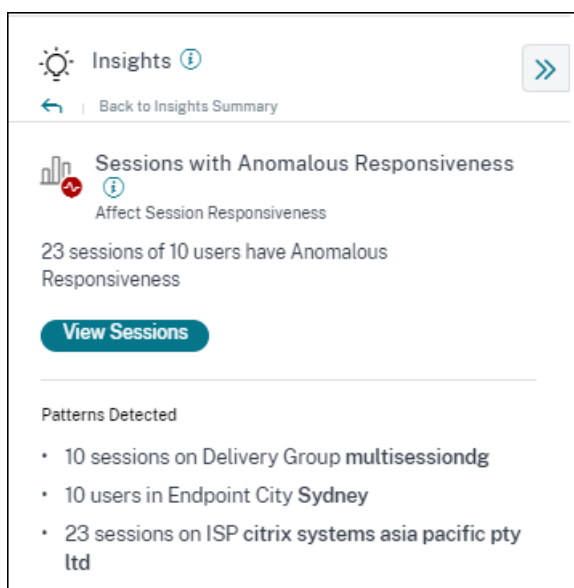 Insights
Back to Insights Summary
Sessions with Anomalous Responsiveness
Affect Session Responsiveness
23 sessions of 10 users have Anomalous
Responsiveness
View Sessions
Patterns Detected
• 10 sessions on Delivery Group multisessiondg
• 10 users in Endpoint City Sydney
• 23 sessions on ISP citrix systems asia pacific pty
ltd